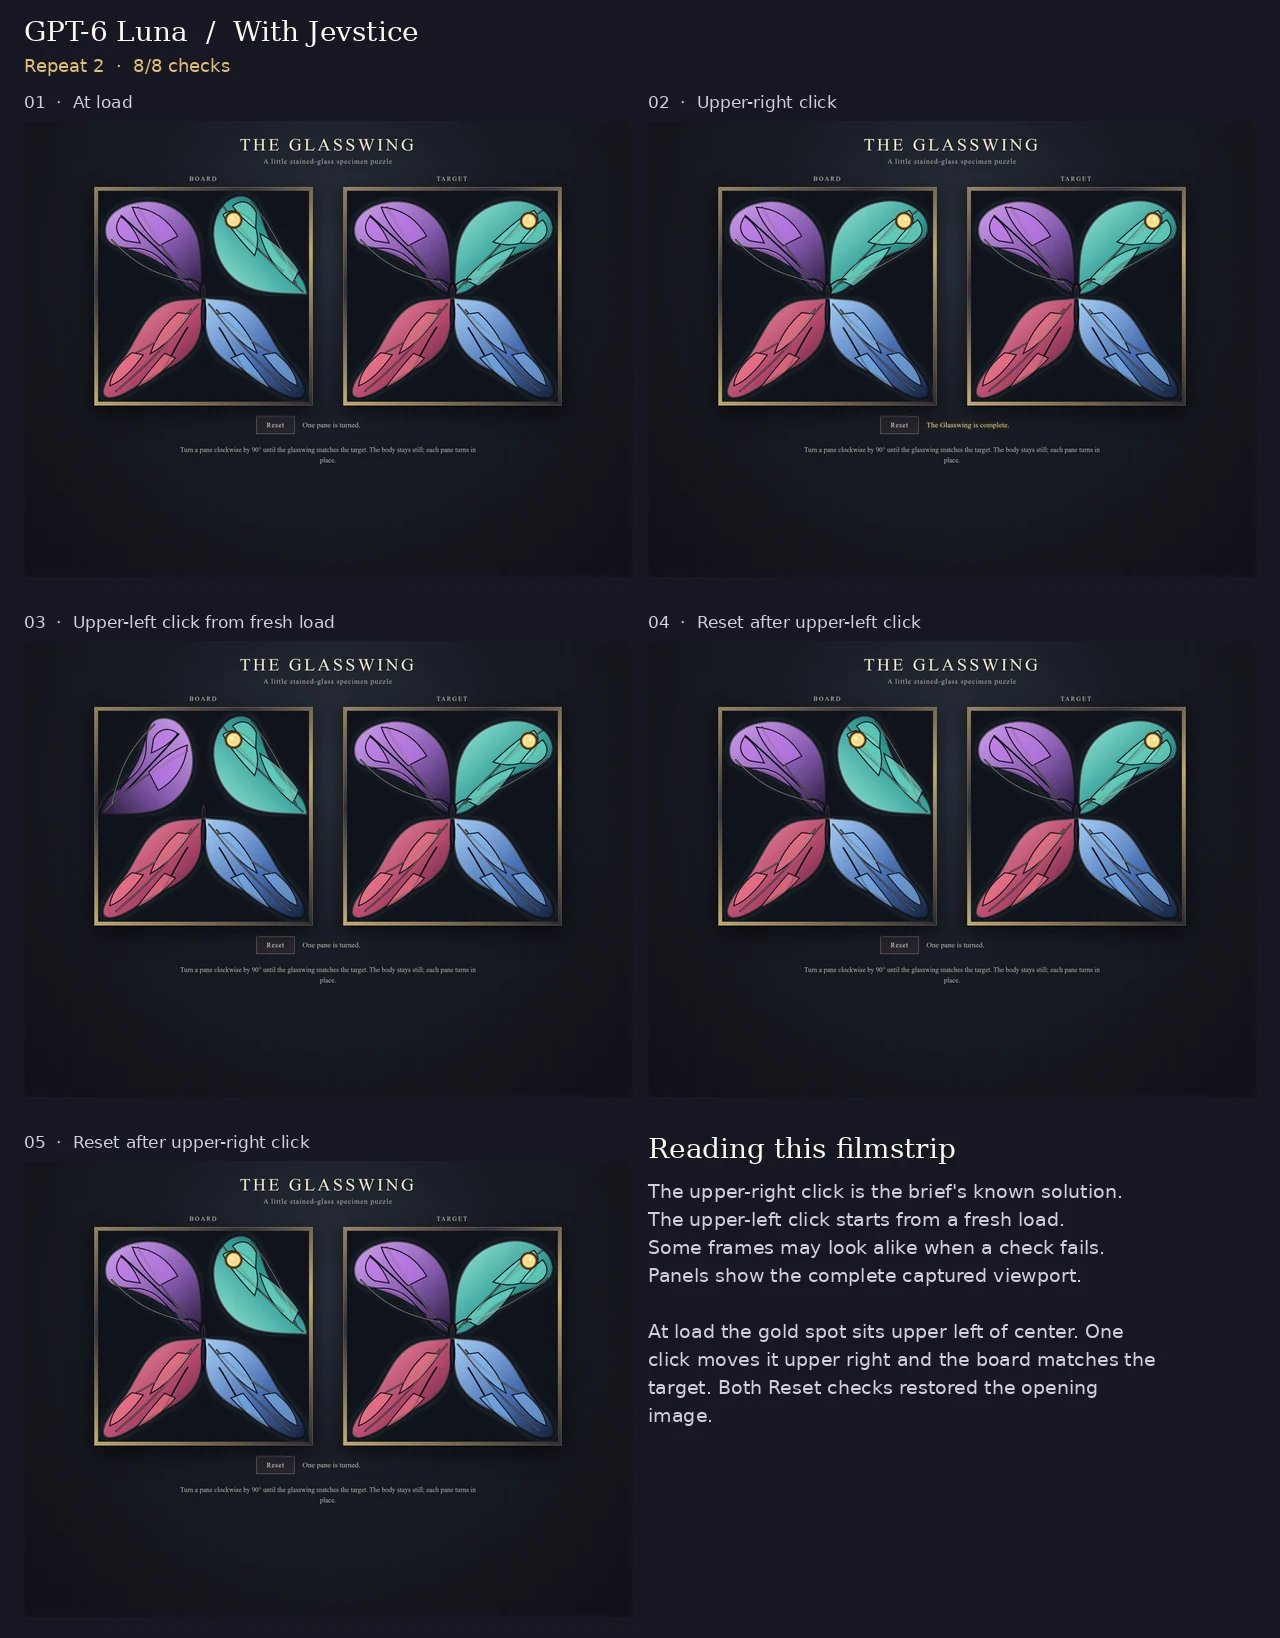 GPT-6 Luna / With Jevstice
Repeat 2 · 8/8 checks
01 · At load
THE GLASSWING
A little stained-glass specimen puzzle
BOARD
TARGET
Reset
One pane is turned.
Turn a pane clockwise by 90° until the glasswing matches the target. The body stays still; each pane turns in
place.
02 · Upper-right click
THE GLASSWING
A little stained-glass specimen puzzle
BOARD
TARGET
Reset
The Glasswing is complete.
Turn a pane clockwise by 90° until the glasswing matches the target. The body stays still; each pane turns in
place.
03 · Upper-left click from fresh load
THE GLASSWING
A little stained-glass specimen puzzle
BOARD
TARGET
Reset
One pane is turned.
Turn a pane clockwise by 90° until the glasswing matches the target. The body stays still; each pane turns in
place.
04 · Reset after upper-left click
THE GLASSWING
A little stained-glass specimen puzzle
BOARD
TARGET
Reset
One pane is turned.
Turn a pane clockwise by 90° until the glasswing matches the target. The body stays still; each pane turns in
place.
05 · Reset after upper-right click
THE GLASSWING
A little stained-glass specimen puzzle
BOARD
TARGET
Reset
One pane is turned.
Turn a pane clockwise by 90° until the glasswing matches the target. The body stays still; each pane turns in
place.
Reading this filmstrip
The upper-right click is the brief's known solution.
The upper-left click starts from a fresh load.
Some frames may look alike when a check fails.
Panels show the complete captured viewport.
At load the gold spot sits upper left of center. One
click moves it upper right and the board matches the
target. Both Reset checks restored the opening
image.